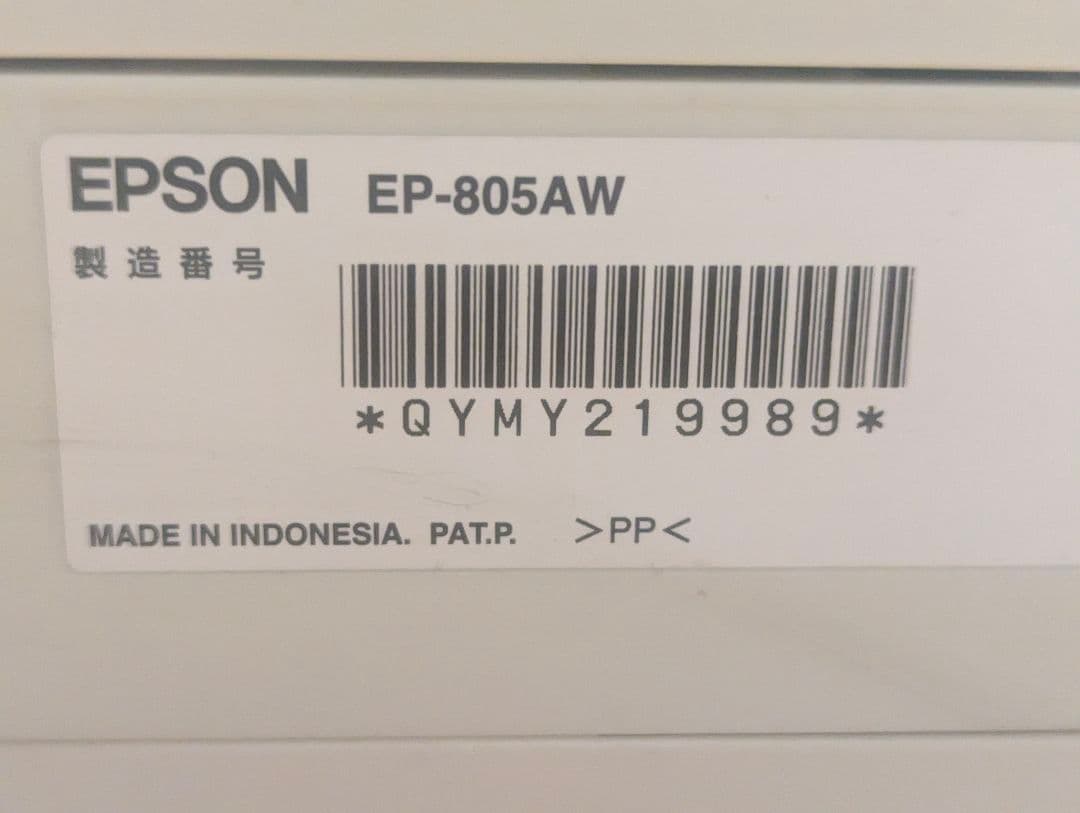 EPSON EP-805AW
製造番号
*QYMY219989*
MADE IN INDONESIA. PAT.P. >PP<